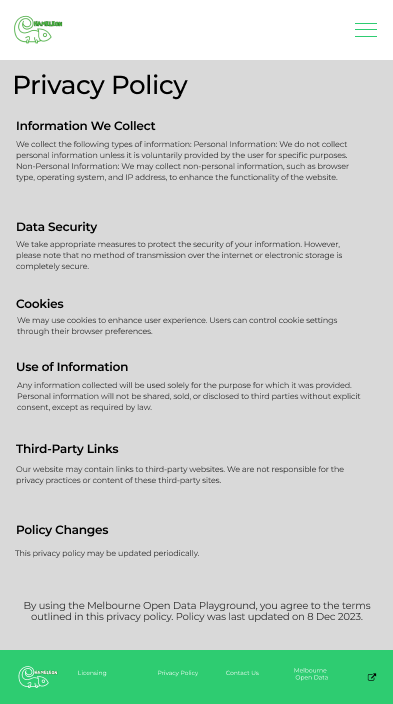 HAMELEON
Privacy Policy
Information We Collect
We collect the following types of information: Personal Information: We do not collect
personal information unless it is voluntarily provided by the user for specific purposes.
Non-Personal Information: We may collect non-personal information, such as browser
type, operating system, and IP address, to enhance the functionality of the website.
Data Security
We take appropriate measures to protect the security of your information. However,
please note that no method of transmission over the internet or electronic storage is
completely secure.
Cookies
We may use cookies to enhance user experience. Users can control cookie settings
through their browser preferences.
Use of Information
Any information collected will be used solely for the purpose for which it was provided.
Personal information will not be shared, sold, or disclosed to third parties without explicit
consent, except as required by law.
Third-Party Links
Our website may contain links to third-party websites. We are not responsible for the
privacy practices or content of these third-party sites.
Policy Changes
This privacy policy may be updated periodically.
By using the Melbourne Open Data Playground, you agree to the terms
outlined in this privacy policy. Policy was last updated on 8 Dec 2023.
HAMELEON
Licensing
Privacy Policy
Contact Us
Melbourne
Open Data